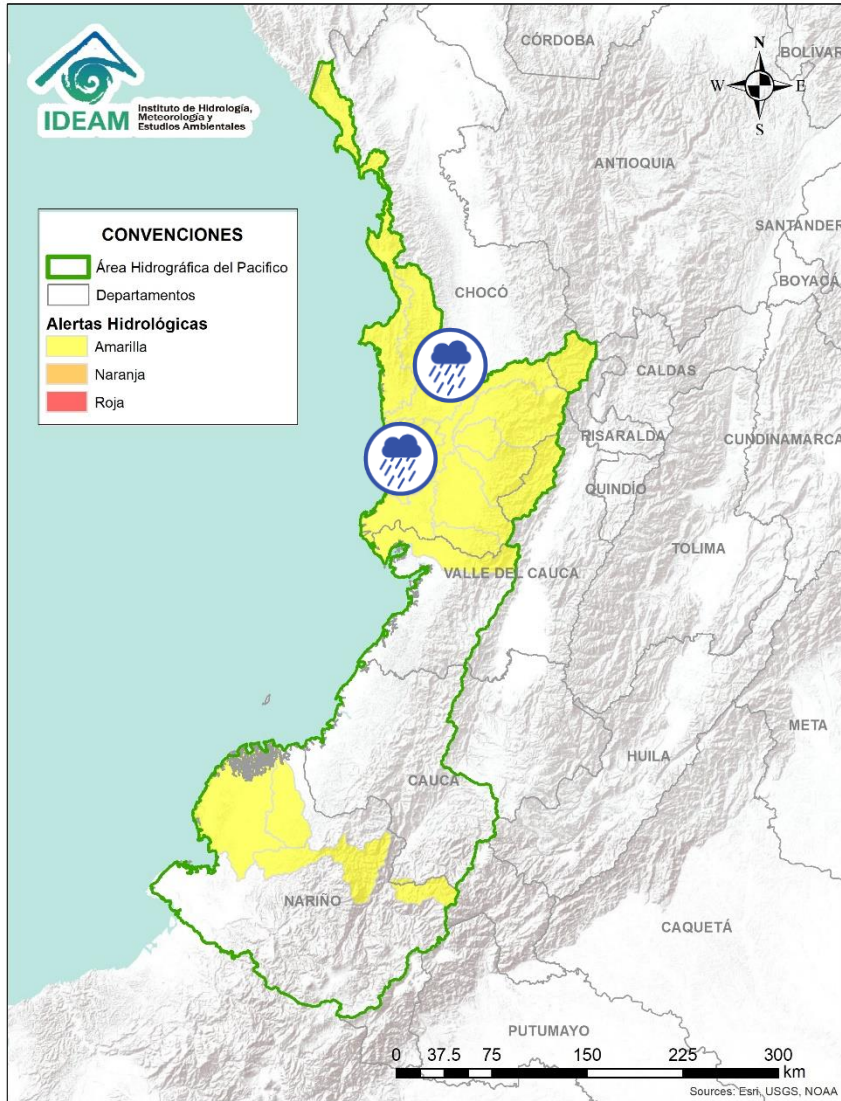 IDEAM
Instituto de Hidrología,
Meteorología y
Estudios Ambientales
CONVENCIONES
Área Hidrográfica del Pacifico
Departamentos
Alertas Hidrológicas
Amarilla
Naranja
Roja
N
W E
S
CÓRDOBA
BOLÍVAR
ANTIOQUIA
SANTANDER
BOYACÁ
CHOCÓ
CALDAS
RISARALDA
CUNDINAMARCA
QUINDÍO
TOLIMA
VALLE DEL CAUCA
META
HUILA
CAUCA
NARIÑO
CAQUETÁ
PUTUMAYO
0 37.5 75 150 225 300
km
Sources: Esri, USGS, NOAA